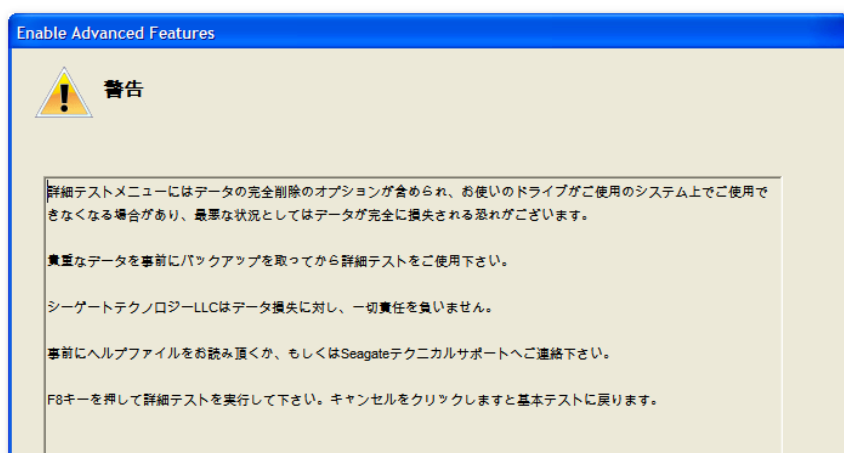 Enable Advanced Features
警告
詳細テストメニューにはデータの完全削除のオプションが含められ、お使いのドライブがご使用のシステム上でご使用で
きなくなる場合があり、最悪な状況としてはデータが完全に損失される恐れがございます。
貴重なデータを事前にバックアップを取ってから詳細テストをご使用下さい。
シーゲートテクノロジーLLCはデータ損失に対し、一切責任を負いません。
事前にヘルプファイルをお読み頂くか、もしくはSeagateテクニカルサポートへご連絡下さい。
F8キーを押して詳細テストを実行して下さい。キャンセルをクリックしますと基本テストに戻ります。